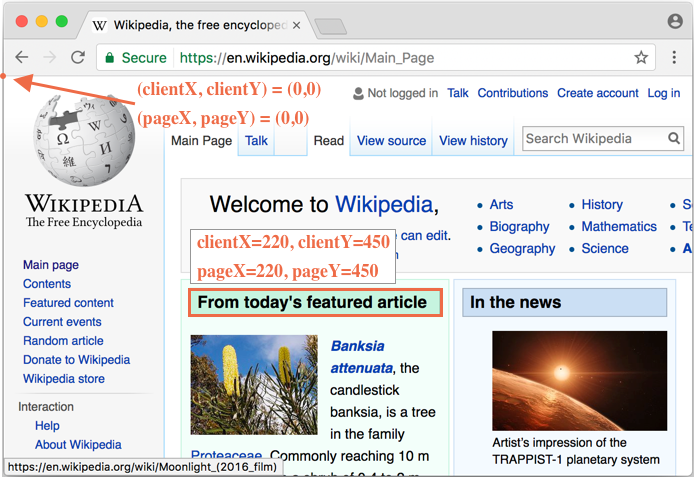 Wikipedia, the free encycloped
Secure https://en.wikipedia.org/wiki/Main_Page
(clientX, clientY) = (0,0)
(pageX, pageY) = (0,0)
Not logged in Talk Contributions Create account Log in
Main Page Talk Read View source View history Search Wikipedia
WIKIPEDIA
The Free Encyclopedia
Welcome to Wikipedia,
can edit.
Arts
Biography
Geography
History
Mathematics
Science
clientX=220, clientY=450
pageX=220, pageY=450
Main page
Contents
Featured content
Current events
Random article
Donate to Wikipedia
Wikipedia store
Interaction
Help
About Wikipedia
From today's featured article
Banksia
attenuata, the
candlestick
banksia, is a tree
in the family
Proteaceae. Commonly reaching 10 m
In the news
Artist's impression of the
TRAPPIST-1 planetary system
https://en.wikipedia.org/wiki/Moonlight_(2016_film)